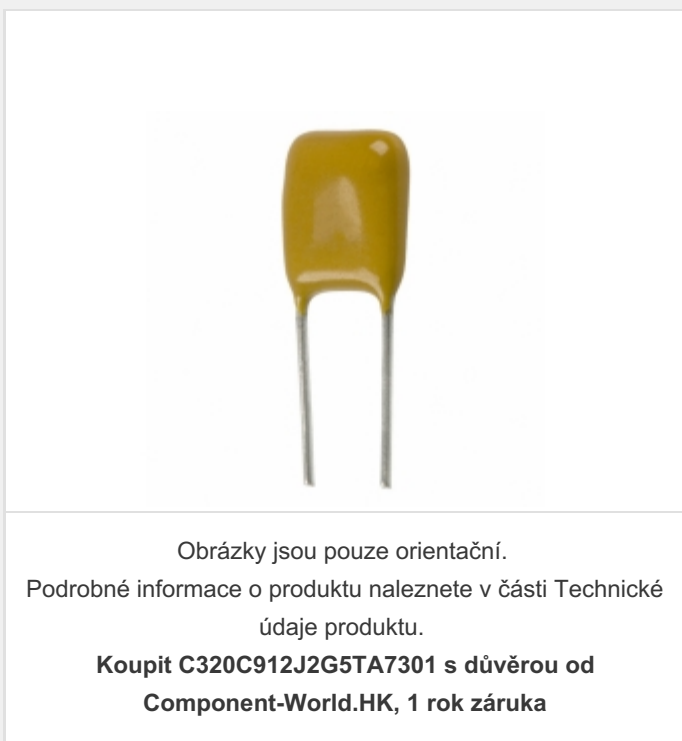 Obrázky jsou pouze orientační.
Podrobné informace o produktu naleznete v části Technické
údaje produktu.
Koupit C320C912J2G5TA7301 s důvěrou od
Component-World.HK, 1 rok záruka